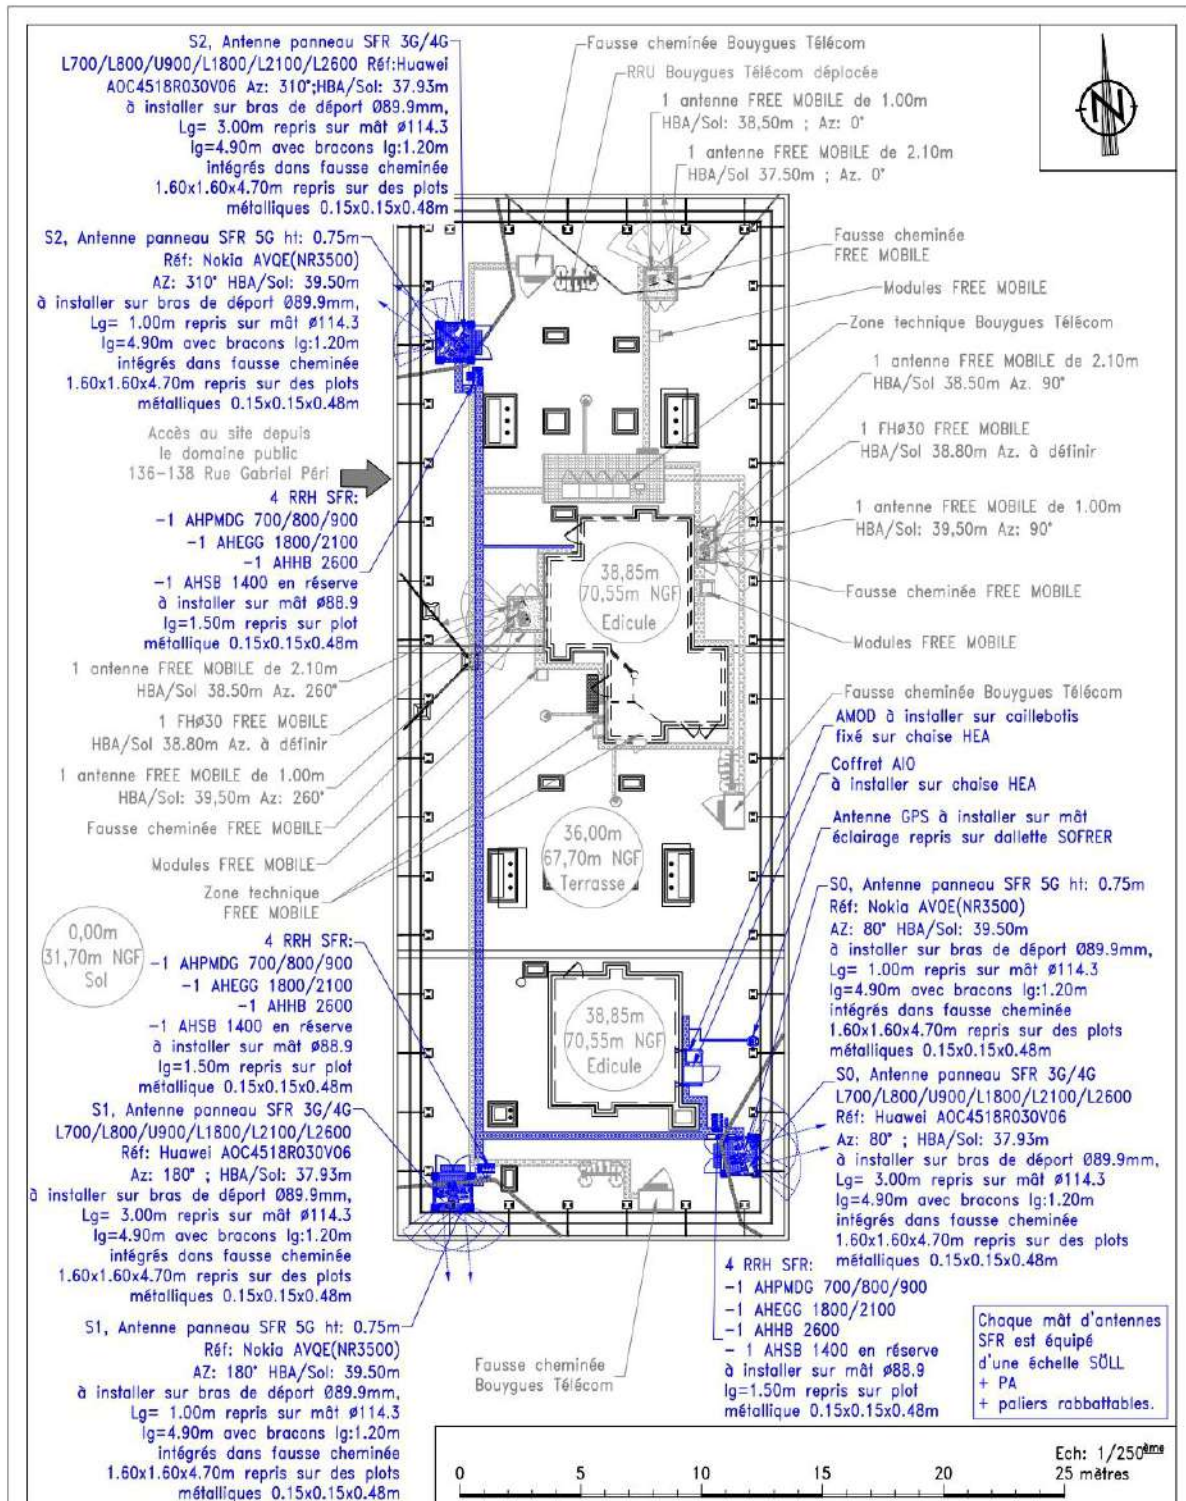 S2, Antenne panneau SFR 3G/4G
L700/L800/U900/L1800/L2100/L2600 Réf:Huawei
AOC4518R030V06 Az: 310°;HBA/Sol: 37.93m
à installer sur bras de déport Ø89.9mm,
Lg= 3.00m repris sur mât ø114.3
lg=4.90m avec bracons lg:1.20m
intégrés dans fausse cheminée
1.60x1.60x4.70m repris sur des plots
métalliques 0.15x0.15x0.48m
S2, Antenne panneau SFR 5G ht: 0.75m
Réf: Nokia AVQE(NR3500)
AZ: 310° HBA/Sol: 39.50m
à installer sur bras de déport Ø89.9mm,
Lg= 1.00m repris sur mât ø114.3
lg=4.90m avec bracons lg:1.20m
intégrés dans fausse cheminée
1.60x1.60x4.70m repris sur des plots
métalliques 0.15x0.15x0.48m
Accès au site depuis
le domaine public
136-138 Rue Gabriel Péri
4 RRH SFR:
-1 AHPMDG 700/800/900
-1 AHEGG 1800/2100
-1 AHHB 2600
-1 AHSB 1400 en réserve
à installer sur mât ø88.9
lg=1.50m repris sur plot
métallique 0.15x0.15x0.48m
1 antenne FREE MOBILE de 2.10m
HBA/Sol 38.50m Az. 260°
1 FHø30 FREE MOBILE
HBA/Sol 38.80m Az. à définir
1 antenne FREE MOBILE de 1.00m
HBA/Sol: 39,50m Az: 260°
Fausse cheminée FREE MOBILE
Modules FREE MOBILE
Zone technique
FREE MOBILE
0,00m
31,70m NGF
Sol
4 RRH SFR:
-1 AHPMDG 700/800/900
-1 AHEGG 1800/2100
-1 AHHB 2600
-1 AHSB 1400 en réserve
à installer sur mât ø88.9
lg=1.50m repris sur plot
métallique 0.15x0.15x0.48m
S1, Antenne panneau SFR 3G/4G
L700/L800/U900/L1800/L2100/L2600
Réf: Huawei AOC4518R030V06
Az: 180° ; HBA/Sol: 37.93m
à installer sur bras de déport Ø89.9mm,
Lg= 3.00m repris sur mât ø114.3
lg=4.90m avec bracons lg:1.20m
intégrés dans fausse cheminée
1.60x1.60x4.70m repris sur des plots
métalliques 0.15x0.15x0.48m
S1, Antenne panneau SFR 5G ht: 0.75m
Réf: Nokia AVQE(NR3500)
AZ: 180° HBA/Sol: 39.50m
à installer sur bras de déport Ø89.9mm,
Lg= 1.00m repris sur mât ø114.3
lg=4.90m avec bracons lg:1.20m
intégrés dans fausse cheminée
1.60x1.60x4.70m repris sur des plots
métalliques 0.15x0.15x0.48m
Fausse cheminée Bouygues Télécom
RRU Bouygues Télécom déplacée
1 antenne FREE MOBILE de 1.00m
HBA/Sol: 38,50m ; Az: 0°
1 antenne FREE MOBILE de 2.10m
HBA/Sol 37.50m ; Az. 0°
N
Fausse cheminée
FREE MOBILE
Modules FREE MOBILE
Zone technique Bouygues Télécom
1 antenne FREE MOBILE de 2.10m
HBA/Sol 38.50m Az. 90°
1 FHø30 FREE MOBILE
HBA/Sol 38.80m Az. à définir
1 antenne FREE MOBILE de 1.00m
HBA/Sol: 39,50m Az: 90°
Fausse cheminée FREE MOBILE
Modules FREE MOBILE
38,85m
70,55m NGF
Edicule
Fausse cheminée Bouygues Télécom
AMOD à installer sur caillebotis
fixé sur chaise HEA
Coffret AIO
à installer sur chaise HEA
Antenne GPS à installer sur mât
éclairage repris sur dallette SOFRER
36,00m
67,70m NGF
Terrasse
38,85m
70,55m NGF
Edicule
S0, Antenne panneau SFR 5G ht: 0.75m
Réf: Nokia AVQE(NR3500)
AZ: 80° HBA/Sol: 39.50m
à installer sur bras de déport Ø89.9mm,
Lg= 1.00m repris sur mât ø114.3
lg=4.90m avec bracons lg:1.20m
intégrés dans fausse cheminée
1.60x1.60x4.70m repris sur des plots
métalliques 0.15x0.15x0.48m
S0, Antenne panneau SFR 3G/4G
L700/L800/U900/L1800/L2100/L2600
Réf: Huawei AOC4518R030V06
Az: 80° ; HBA/Sol: 37.93m
à installer sur bras de déport Ø89.9mm,
Lg= 3.00m repris sur mât ø114.3
lg=4.90m avec bracons lg:1.20m
intégrés dans fausse cheminée
1.60x1.60x4.70m repris sur des plots
métalliques 0.15x0.15x0.48m
4 RRH SFR:
-1 AHPMDG 700/800/900
-1 AHEGG 1800/2100
-1 AHHB 2600
- 1 AHSB 1400 en réserve
à installer sur mât ø88.9
lg=1.50m repris sur plot
métallique 0.15x0.15x0.48m
Fausse cheminée
Bouygues Télécom
Chaque mât d'antennes
SFR est équipé
d'une échelle SÖLL
+ PA
+ paliers rabbattables.
Ech: 1/250ème
0 5 10 15 20 25 mètres